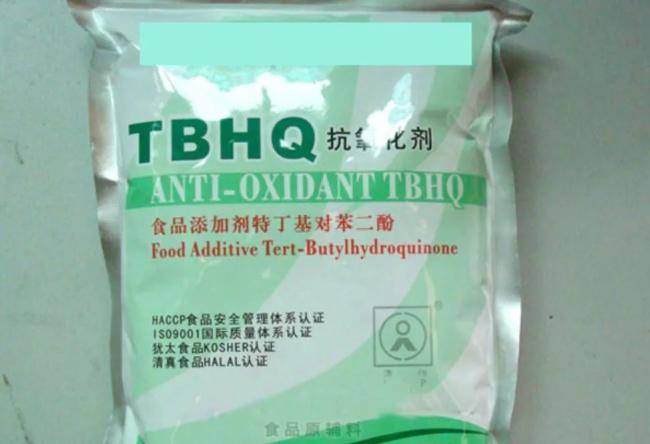 TBHQ 抗氧化剂
ANTI-OXIDANT TBHQ
食品添加剂特丁基对苯二酚
Food Additive Tert-Butylhydroquinone
HACCP食品安全管理体系认证
ISO9001国际质量体系认证
犹太食品KOSHER认证
清真食品HALAL认证
®
食品原辅料